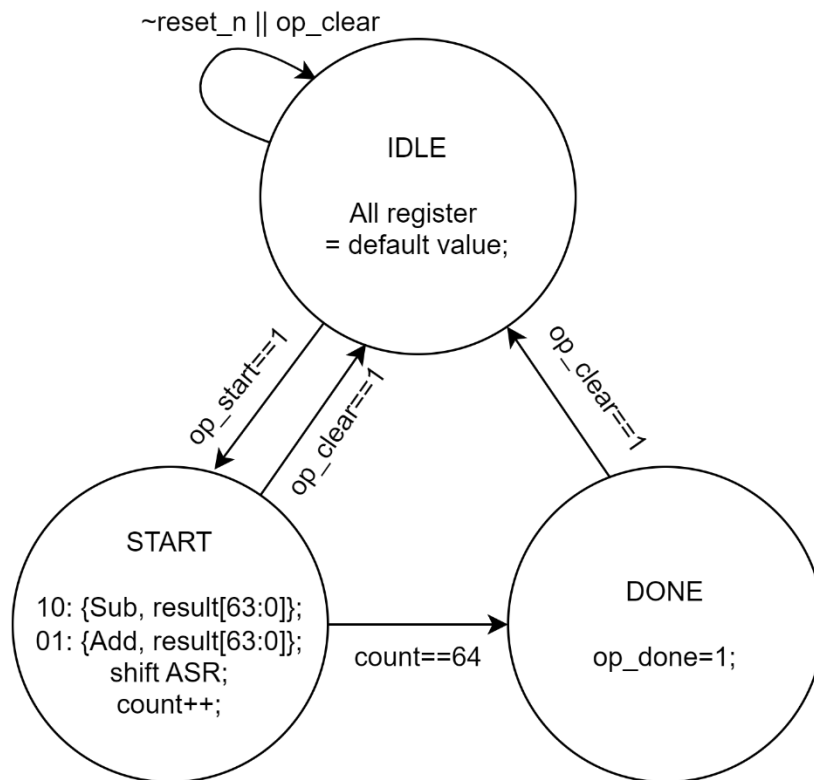 ~reset_n || op_clear
IDLE
All register
= default value;
op_start==1
op_clear==1
op_clear==1
START
10: {Sub, result[63:0]};
01: {Add, result[63:0]};
shift ASR;
count++;
count==64
DONE
op_done=1;